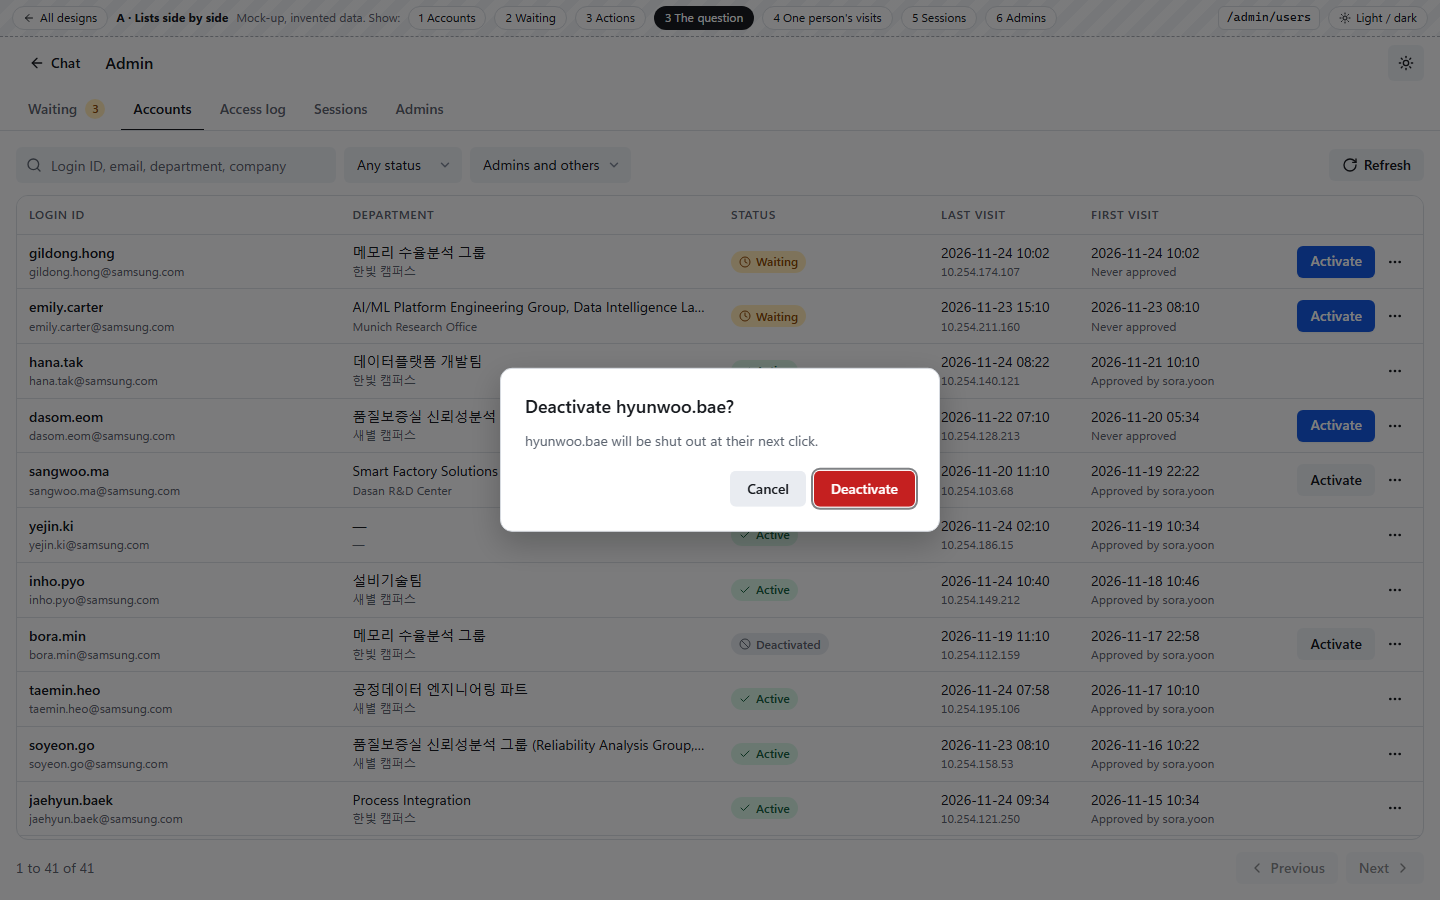 ← All designs A · Lists side by side Mock-up, invented data. Show: 1 Accounts 2 Waiting 3 Actions 3 The question 4 One person's visits 5 Sessions 6 Admins /admin/users Light / dark
← Chat Admin
Waiting 3 Accounts Access log Sessions Admins
Login ID, email, department, company Any status Admins and others Refresh
LOGIN ID DEPARTMENT STATUS LAST VISIT FIRST VISIT
gildong.hong 메모리 수율분석 그룹 Waiting 2026-11-24 10:02 2026-11-24 10:02 Activate ...
gildong.hong@samsung.com 한빛 캠퍼스 10.254.174.107 Never approved
emily.carter AI/ML Platform Engineering Group, Data Intelligence La... Waiting 2026-11-23 15:10 2026-11-23 08:10 Activate ...
emily.carter@samsung.com Munich Research Office 10.254.211.160 Never approved
hana.tak 데이터플랫폼 개발팀 2026-11-24 08:22 2026-11-21 10:10 ...
hana.tak@samsung.com 한빛 캠퍼스 10.254.140.121 Approved by sora.yoon
dasom.eom 품질보증실 신뢰성분석 2026-11-22 07:10 2026-11-20 05:34 Activate ...
dasom.eom@samsung.com 새별 캠퍼스 10.254.128.213 Never approved
sangwoo.ma Smart Factory Solutions 2026-11-20 11:10 2026-11-19 22:22 Activate ...
sangwoo.ma@samsung.com Dasan R&D Center 10.254.103.68 Approved by sora.yoon
yejin.ki — Active 2026-11-24 02:10 2026-11-19 10:34 ...
yejin.ki@samsung.com — 10.254.186.15 Approved by sora.yoon
inho.pyo 설비기술팀 Active 2026-11-24 10:40 2026-11-18 10:46 ...
inho.pyo@samsung.com 새별 캠퍼스 10.254.149.212 Approved by sora.yoon
bora.min 메모리 수율분석 그룹 Deactivated 2026-11-19 11:10 2026-11-17 22:58 Activate ...
bora.min@samsung.com 한빛 캠퍼스 10.254.112.159 Approved by sora.yoon
taemin.heo 공정데이터 엔지니어링 파트 Active 2026-11-24 07:58 2026-11-17 10:10 ...
taemin.heo@samsung.com 새별 캠퍼스 10.254.195.106 Approved by sora.yoon
soyeon.go 품질보증실 신뢰성분석 그룹 (Reliability Analysis Group,... Active 2026-11-23 08:10 2026-11-16 10:22 ...
soyeon.go@samsung.com 새별 캠퍼스 10.254.158.53 Approved by sora.yoon
jaehyun.baek Process Integration Active 2026-11-24 09:34 2026-11-15 10:34 ...
jaehyun.baek@samsung.com 한빛 캠퍼스 10.254.121.250 Approved by sora.yoon
1 to 41 of 41 Previous Next
Deactivate hyunwoo.bae?
hyunwoo.bae will be shut out at their next click.
Cancel Deactivate